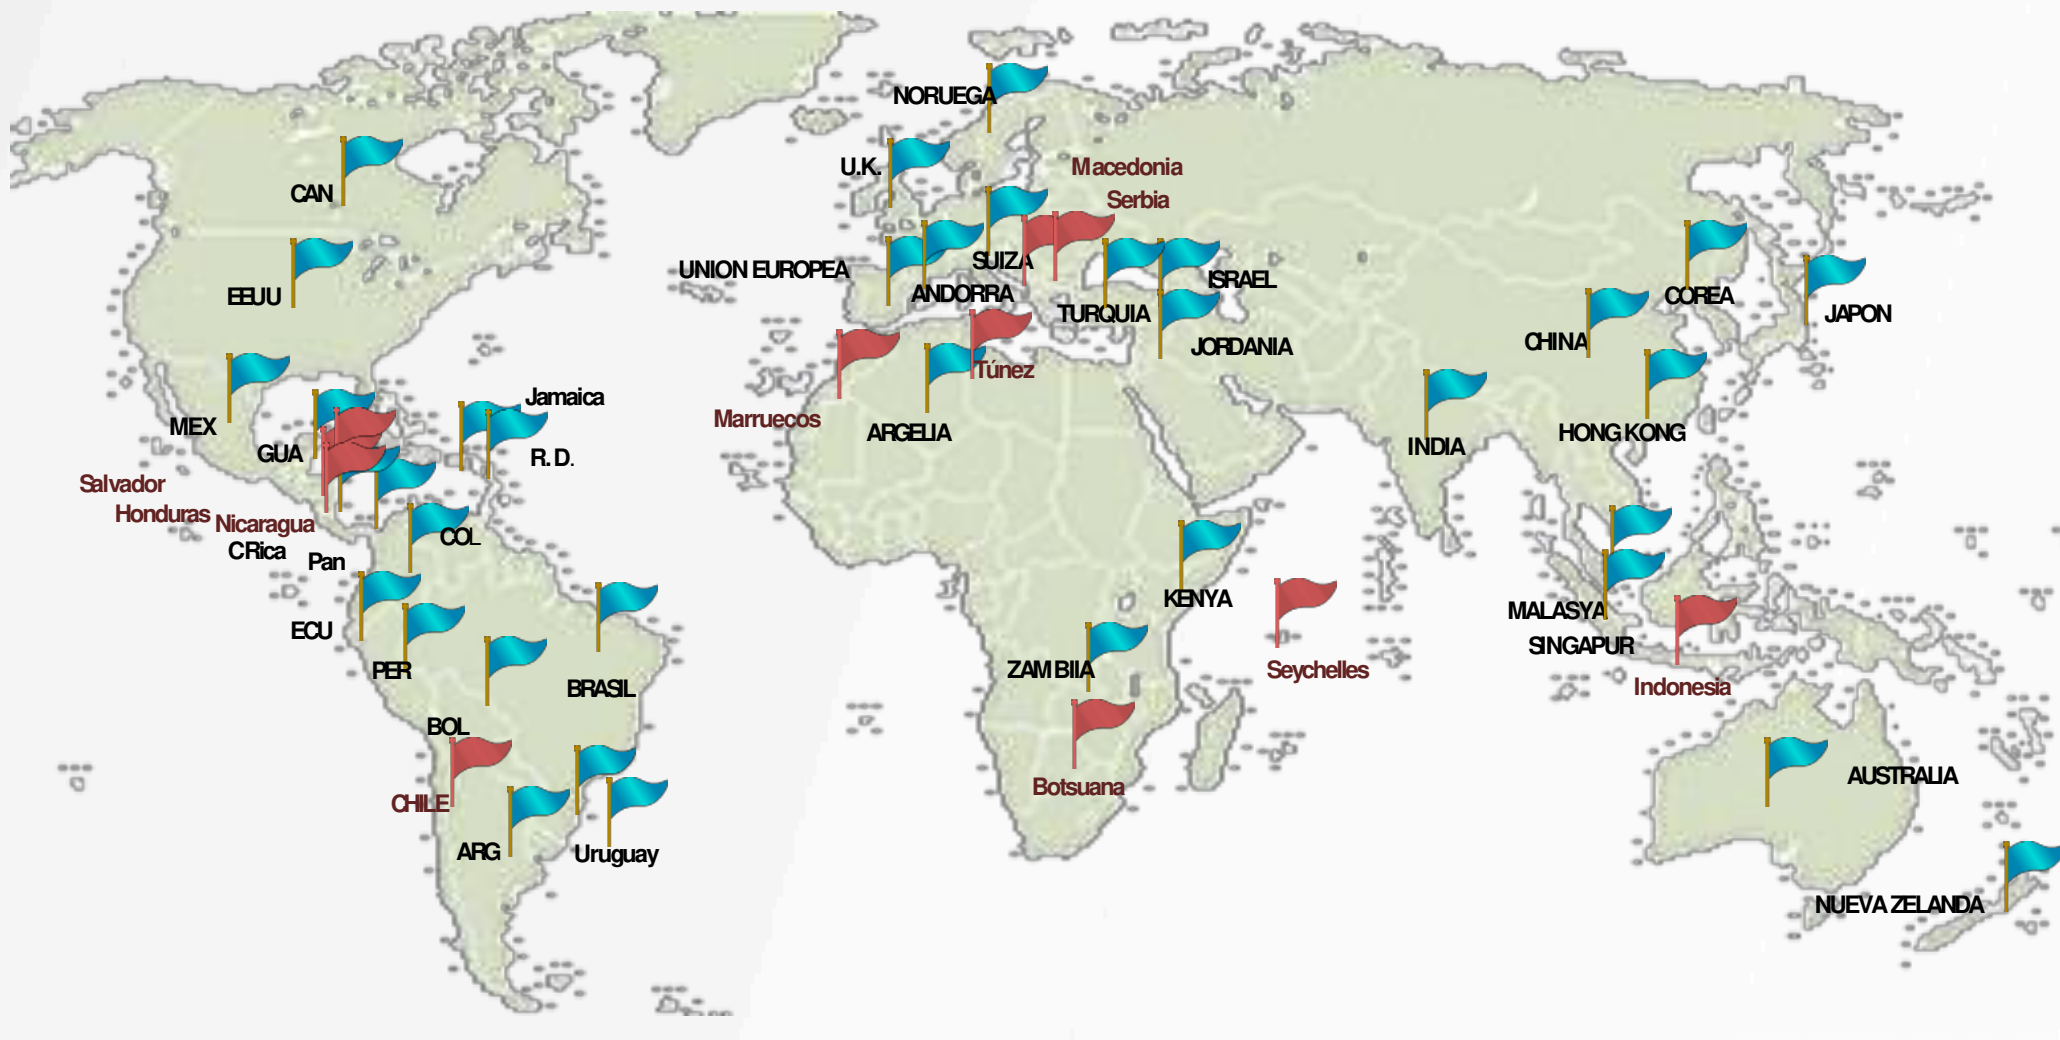 NORUEGA
U.K.
Macedonia
Serbia
CAN
EEUU
UNION EUROPEA
SUIZA
ANDORRA
ISRAEL
TURQUIA
JORDANIA
COREA
JAPON
CHINA
MEX
GUA
Jamaica
R. D.
Marruecos
Túnez
ARGELIA
INDIA
HONG KONG
Salvador
Honduras
Nicaragua
CRica
Pan
COL
ECU
PER
BRASIL
BOL
CHILE
ARG
Uruguay
KENYA
ZAMBIIA
Seychelles
Botsuana
MALASYA
SINGAPUR
Indonesia
AUSTRALIA
NUEVA ZELANDA